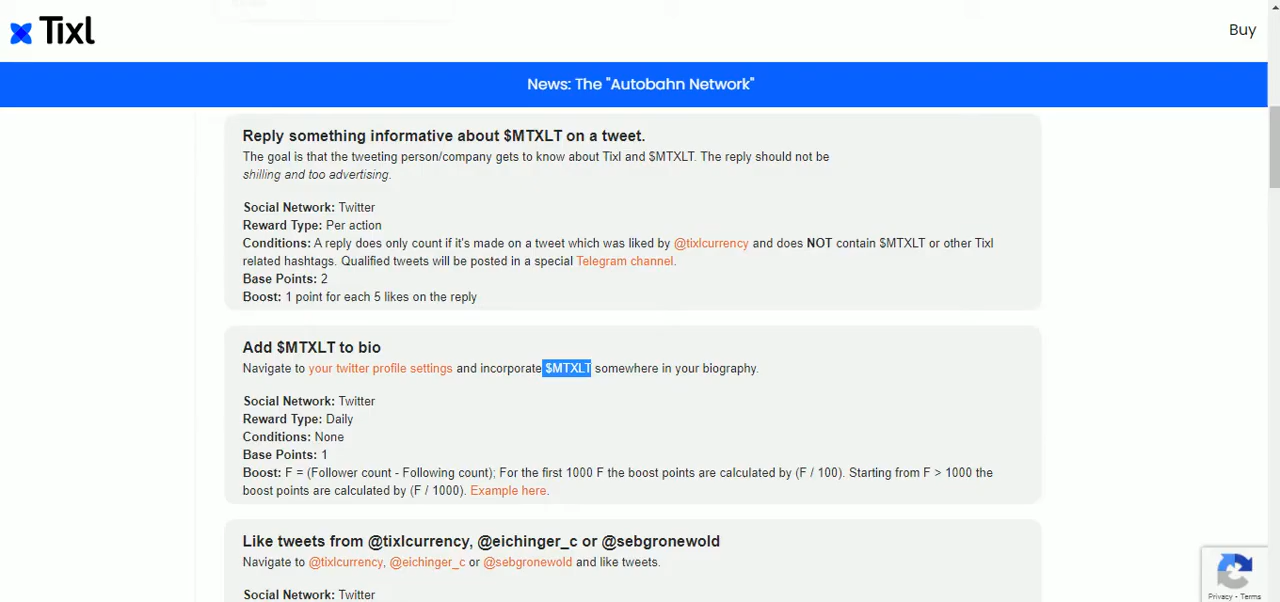 Tixl
Buy
News: The "Autobahn Network"
Reply something informative about $MTXLT on a tweet.
The goal is that the tweeting person/company gets to know about Tixl and $MTXLT. The reply should not be
shilling and too advertising.
Social Network: Twitter
Reward Type: Per action
Conditions: A reply does only count if it's made on a tweet which was liked by @tixlcurrency and does NOT contain $MTXLT or other Tixl
related hashtags. Qualified tweets will be posted in a special Telegram channel.
Base Points: 2
Boost: 1 point for each 5 likes on the reply
Add $MTXLT to bio
Navigate to your twitter profile settings and incorporate $MTXLT somewhere in your biography.
Social Network: Twitter
Reward Type: Daily
Conditions: None
Base Points: 1
Boost: F = (Follower count - Following count); For the first 1000 F the boost points are calculated by (F / 100). Starting from F > 1000 the
boost points are calculated by (F / 1000). Example here.
Like tweets from @tixlcurrency, @eichinger_c or @sebgronewold
Navigate to @tixlcurrency, @eichinger_c or @sebgronewold and like tweets.
Social Network: Twitter
Privacy - Terms